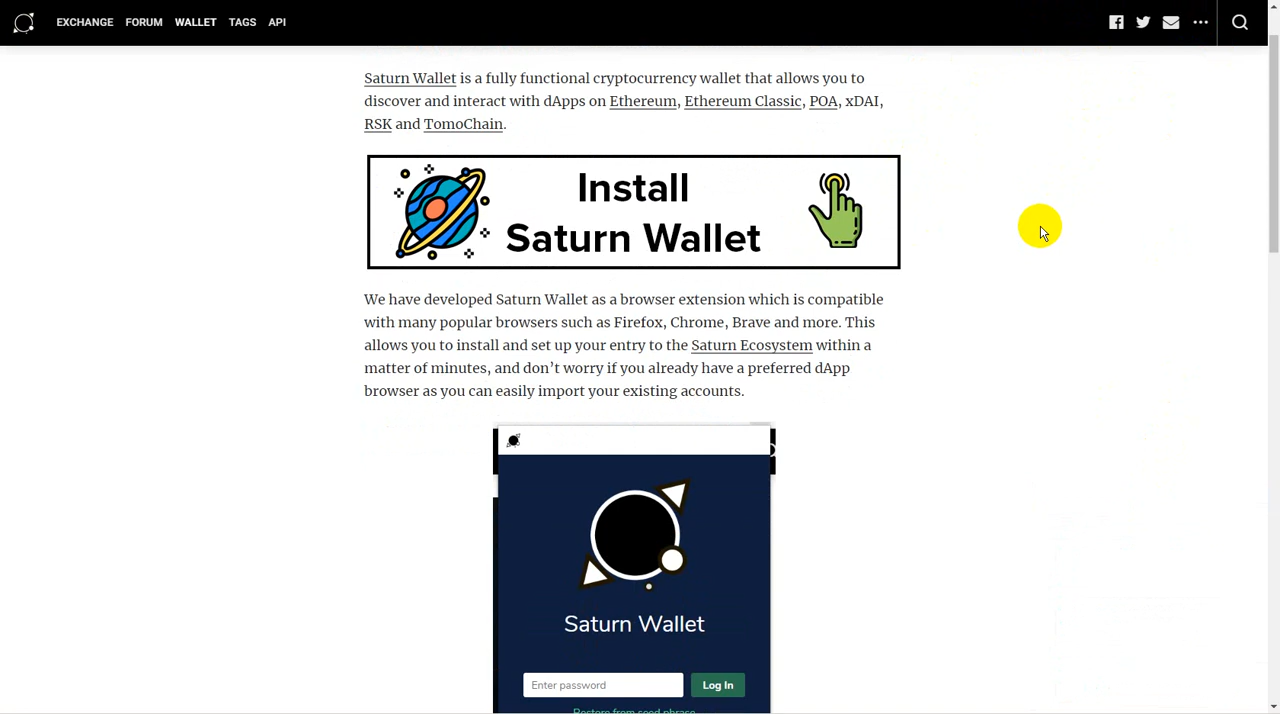 EXCHANGE FORUM WALLET TAGS API
Saturn Wallet is a fully functional cryptocurrency wallet that allows you to
discover and interact with dApps on Ethereum, Ethereum Classic, POA, xDAI,
RSK and TomoChain.
Install
Saturn Wallet
We have developed Saturn Wallet as a browser extension which is compatible
with many popular browsers such as Firefox, Chrome, Brave and more. This
allows you to install and set up your entry to the Saturn Ecosystem within a
matter of minutes, and don’t worry if you already have a preferred dApp
browser as you can easily import your existing accounts.
Saturn Wallet
Enter password Log In
Restore from seed phrase